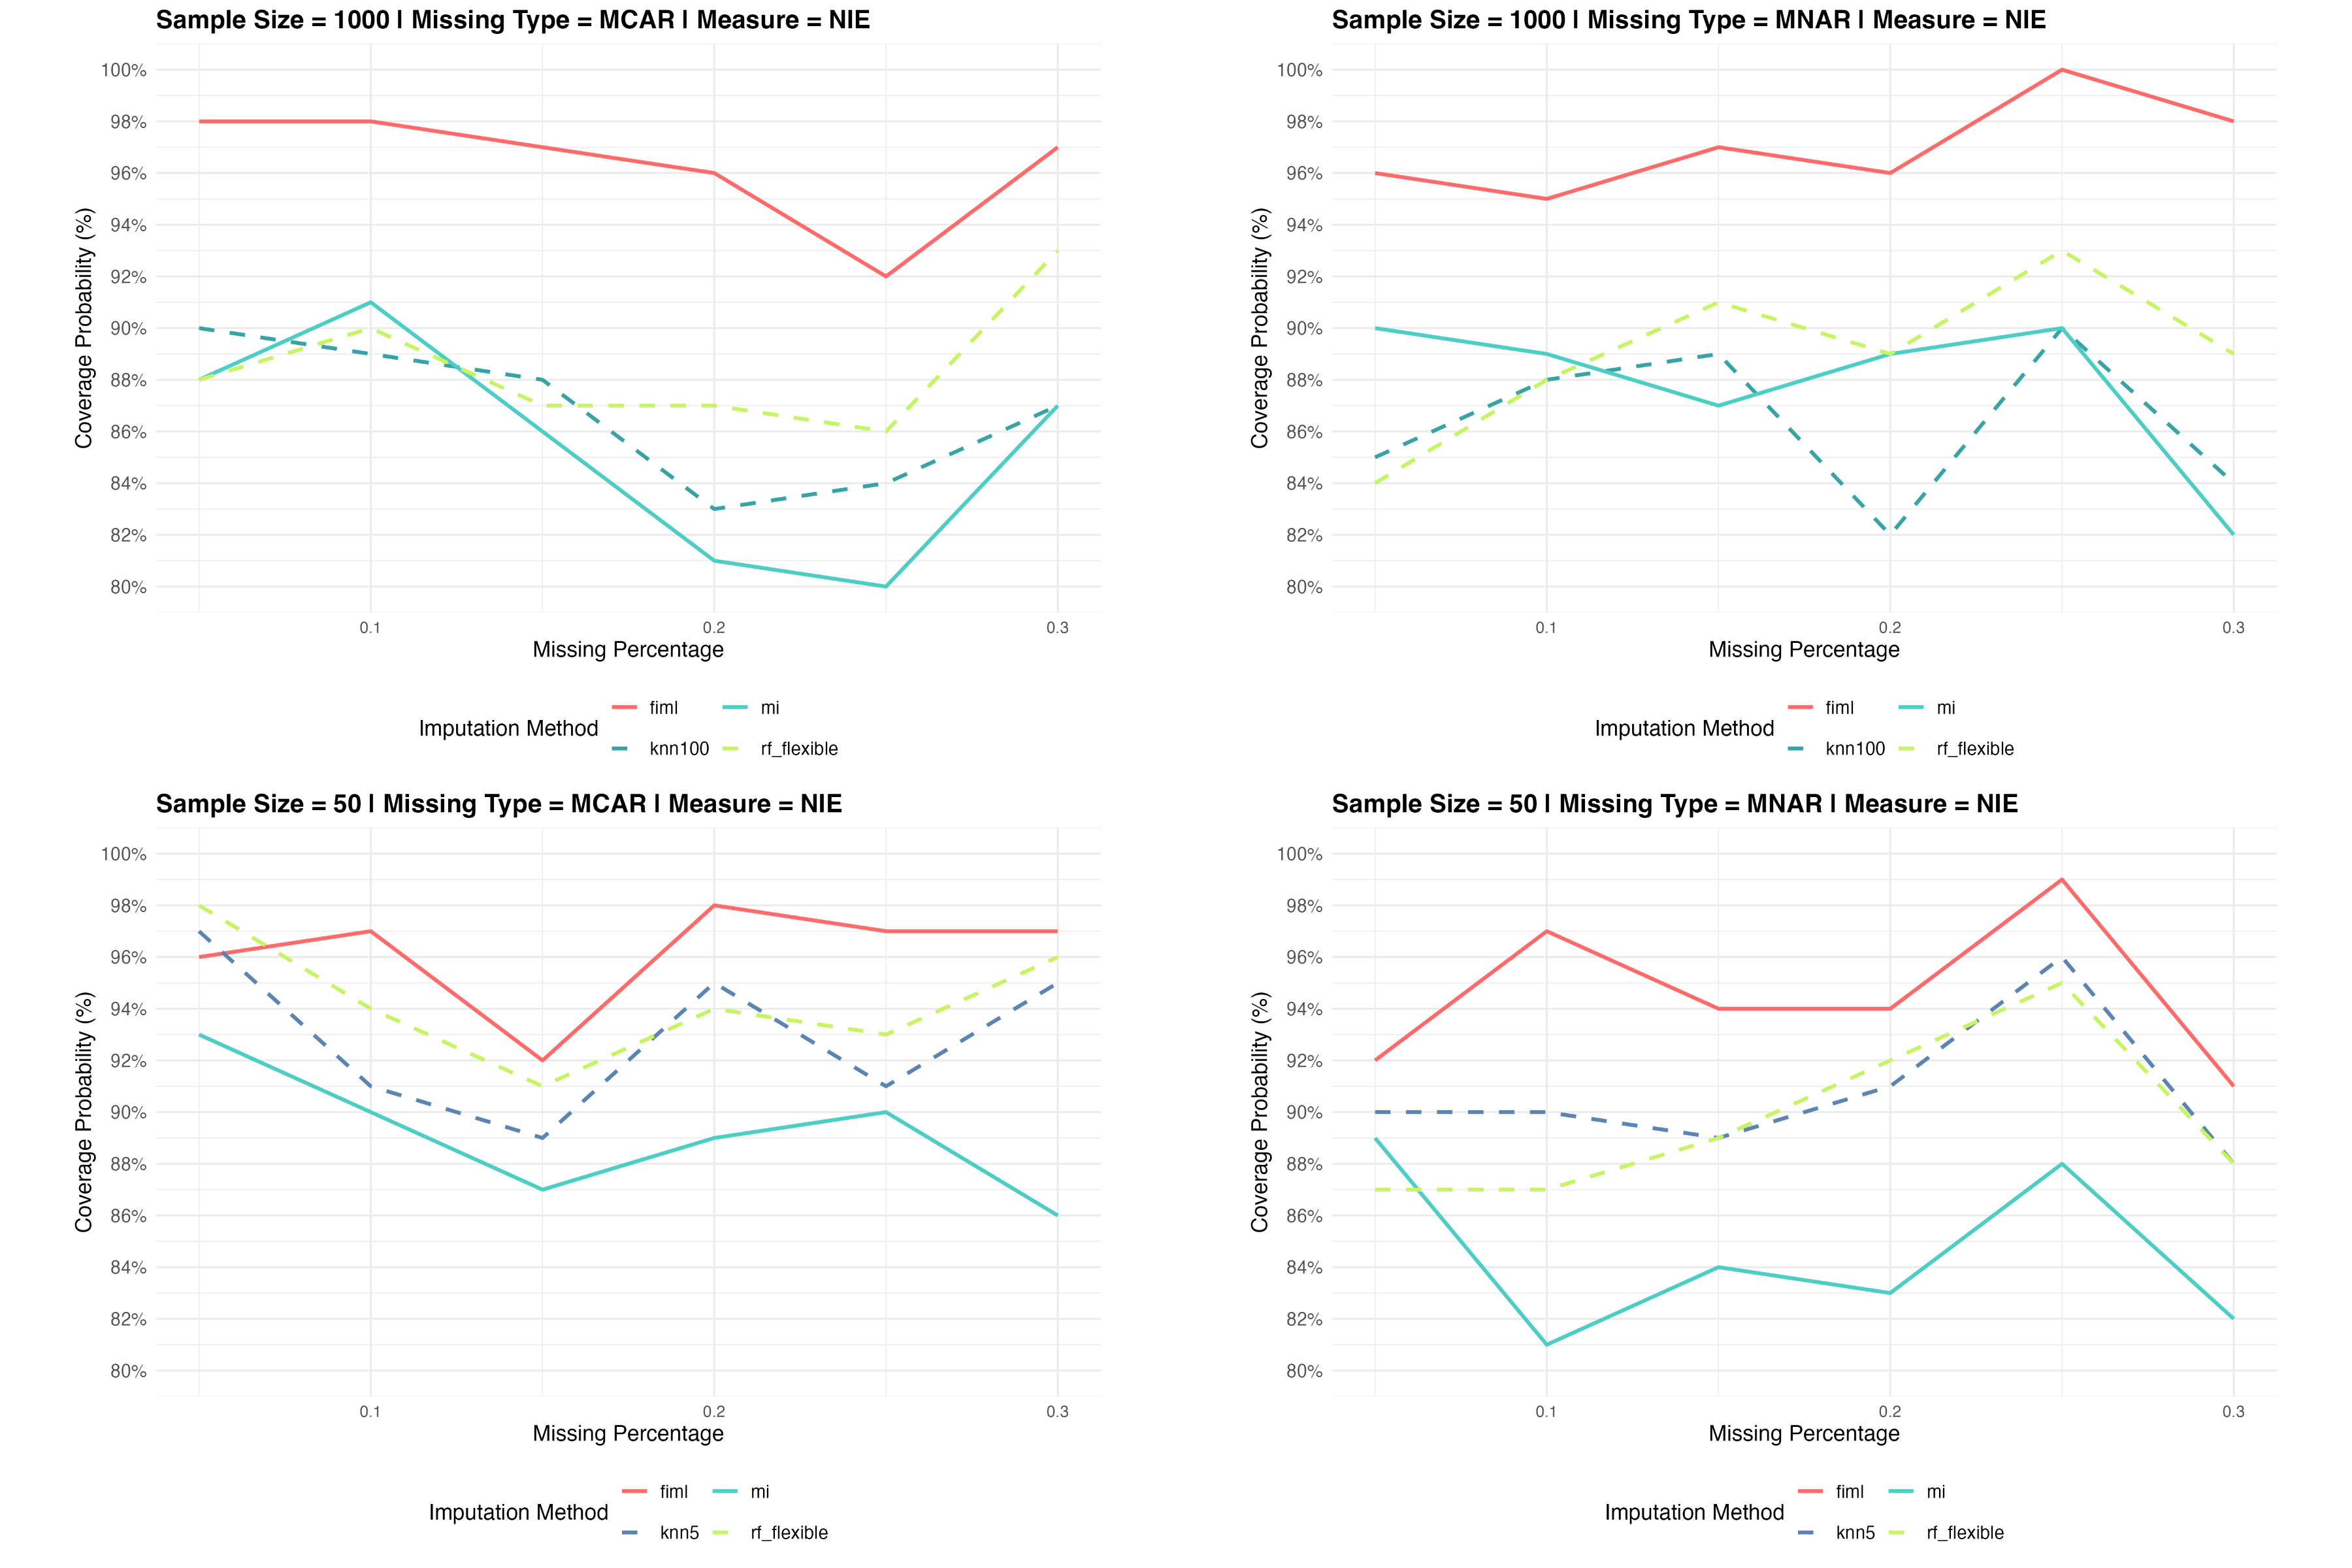 Sample Size = 1000 | Missing Type = MCAR | Measure = NIE
100%
98%
96%
94%
92%
90%
88%
86%
84%
82%
80%
Coverage Probability (%)
0.1 0.2 0.3
Missing Percentage
Imputation Method
fiml mi
knn100 rf_flexible
Sample Size = 1000 | Missing Type = MNAR | Measure = NIE
100%
98%
96%
94%
92%
90%
88%
86%
84%
82%
80%
Coverage Probability (%)
0.1 0.2 0.3
Missing Percentage
Imputation Method
fiml mi
knn100 rf_flexible
Sample Size = 50 | Missing Type = MCAR | Measure = NIE
100%
98%
96%
94%
92%
90%
88%
86%
84%
82%
80%
Coverage Probability (%)
0.1 0.2 0.3
Missing Percentage
Imputation Method
fiml mi
knn5 rf_flexible
Sample Size = 50 | Missing Type = MNAR | Measure = NIE
100%
98%
96%
94%
92%
90%
88%
86%
84%
82%
80%
Coverage Probability (%)
0.1 0.2 0.3
Missing Percentage
Imputation Method
fiml mi
knn5 rf_flexible